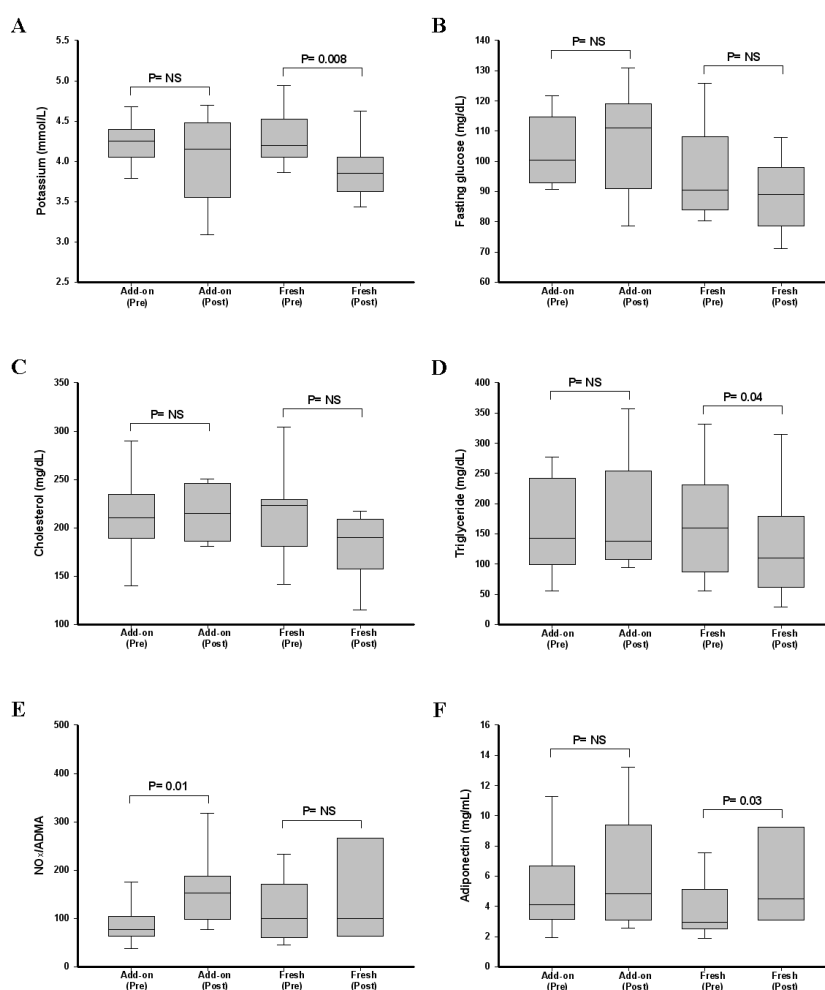 A
Potassium (mmol/L)
5.5
5.0
4.5
4.0
3.5
3.0
2.5
P= NS
P= 0.008
Add-on (Pre)
Add-on (Post)
Fresh (Pre)
Fresh (Post)
B
Fasting glucose (mg/dL)
140
130
120
110
100
90
80
70
60
P= NS
P= NS
Add-on (Pre)
Add-on (Post)
Fresh (Pre)
Fresh (Post)
C
Cholesterol (mg/dL)
350
300
250
200
150
100
P= NS
P= NS
Add-on (Pre)
Add-on (Post)
Fresh (Pre)
Fresh (Post)
D
Triglyceride (mg/dL)
400
350
300
250
200
150
100
50
0
P= NS
P= 0.04
Add-on (Pre)
Add-on (Post)
Fresh (Pre)
Fresh (Post)
E
NOx/ADMA
500
400
300
200
100
0
P= 0.01
P= NS
Add-on (Pre)
Add-on (Post)
Fresh (Pre)
Fresh (Post)
F
Adiponectin (mg/mL)
16
14
12
10
8
6
4
2
0
P= NS
P= 0.03
Add-on (Pre)
Add-on (Post)
Fresh (Pre)
Fresh (Post)